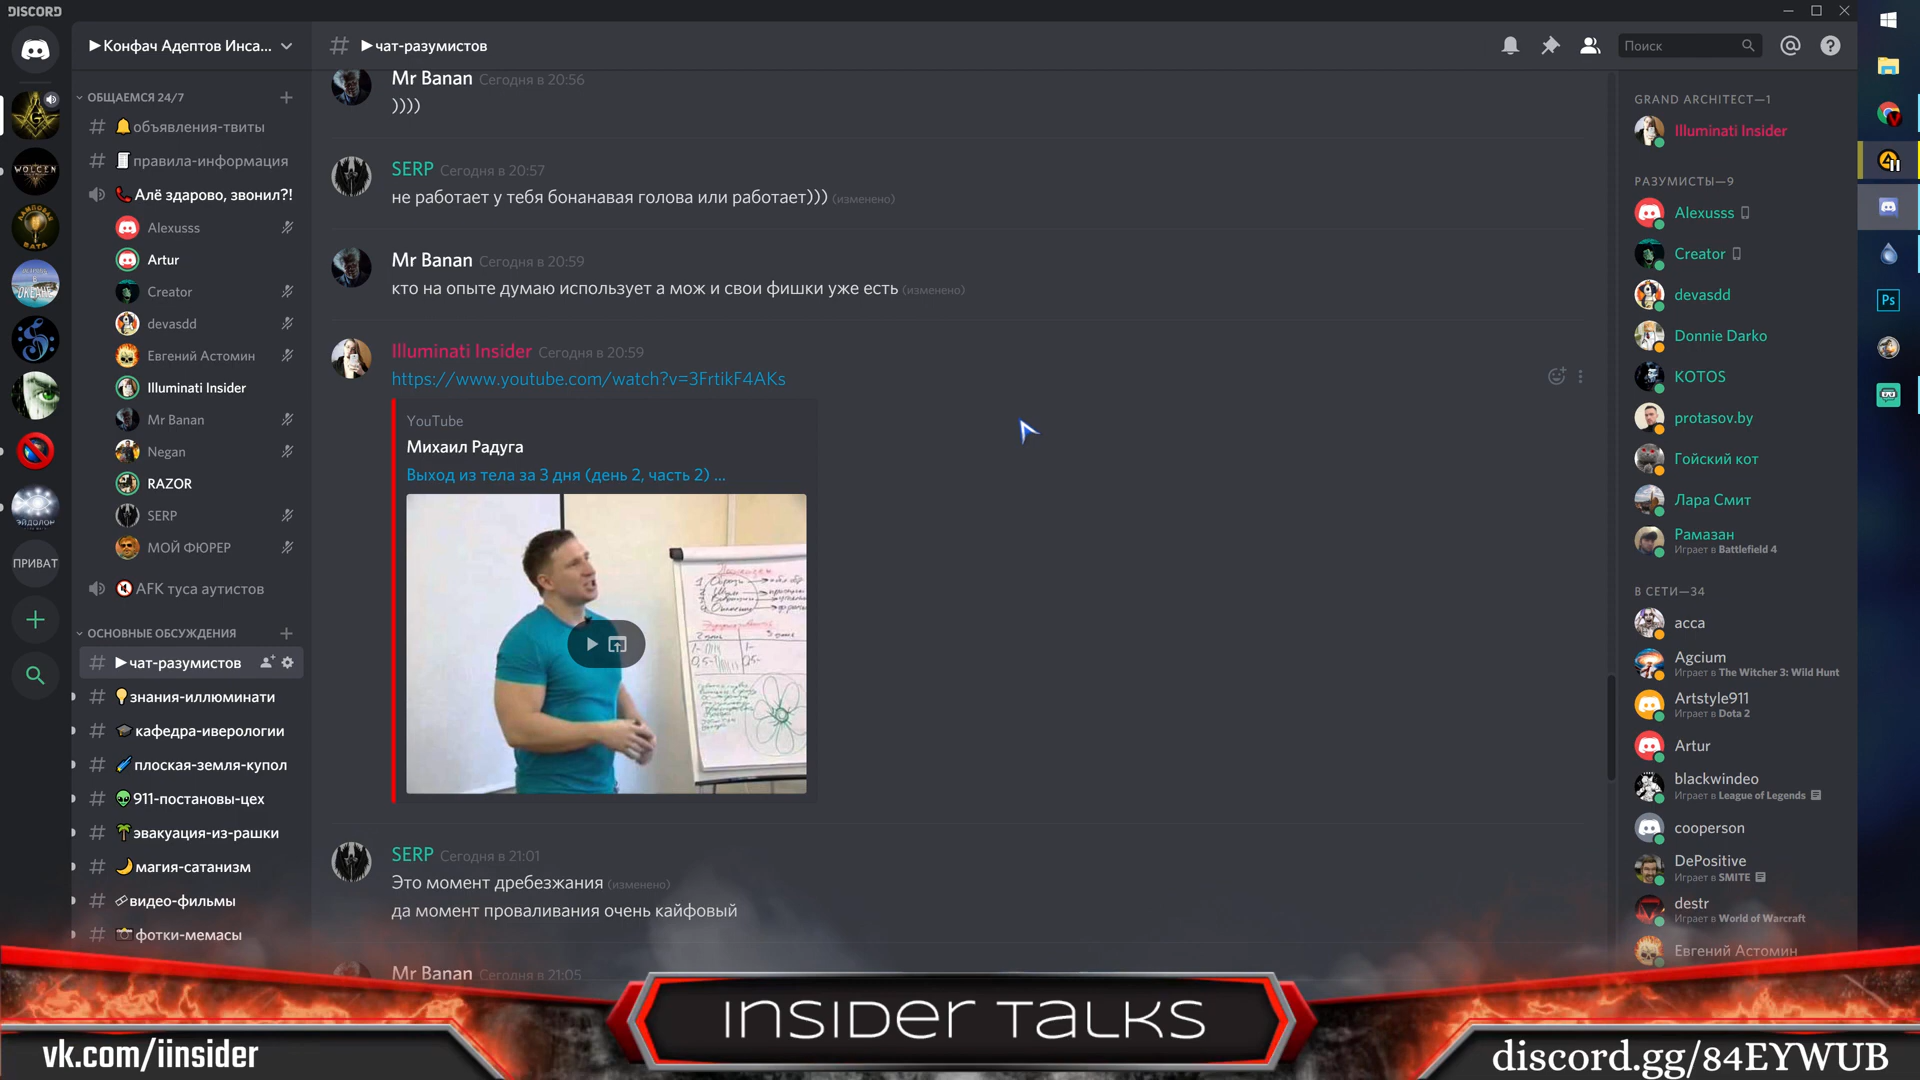 DISCORD
▶Конфач Адептов Инса...
ОБЩАЕМСЯ 24/7
объявления-твиты
правила-информация
Алё здарово, звонил?!
Alexusss
Artur
Creator
devasdd
Евгений Астомин
Illuminati Insider
Mr Banan
Negan
RAZOR
SERP
МОЙ ФЮРЕР
AFK туса аутистов
ОСНОВНЫЕ ОБСУЖДЕНИЯ
▶чат-разумистов
знания-иллюминати
кафедра-иверологии
плоская-земля-купол
911-постановы-цех
эвакуация-из-рашки
магия-сатанизм
видео-фильмы
фотки-мемасы
WOLCEN
ЛАМПОВАЯ
ВАТА
ОКЕАНЕ
ЭЙДОЛОН
ПРИВАТ
# ▶чат-разумистов
Поиск
Mr Banan Сегодня в 20:56
))))
SERP Сегодня в 20:57
не работает у тебя бонанавая голова или работает))) (изменено)
Mr Banan Сегодня в 20:59
кто на опыте думаю использует а мож и свои фишки уже есть (изменено)
Illuminati Insider Сегодня в 20:59
https://www.youtube.com/watch?v=3FrtikF4AKs
YouTube
Михаил Радуга
Выход из тела за 3 дня (день 2, часть 2) ...
SERP Сегодня в 21:01
Это момент дребезжания (изменено)
да момент проваливания очень кайфовый
Mr Banan Сегодня в 21:05
GRAND ARCHITECT—1
Illuminati Insider
РАЗУМИСТЫ—9
Alexusss
Creator
devasdd
Donnie Darko
KOTOS
protasov.by
Гойский кот
Лара Смит
Рамазан
Играет в Battlefield 4
В СЕТИ—34
acca
Agcium
Играет в The Witcher 3: Wild Hunt
Artstyle911
Играет в Dota 2
Artur
blackwindeo
Играет в League of Legends
cooperson
DePositive
Играет в SMITE
destr
Играет в World of Warcraft
Евгений Астомин
Ps
INSIDER TALKS
vk.com/iinsider
discord.gg/84EYWUB